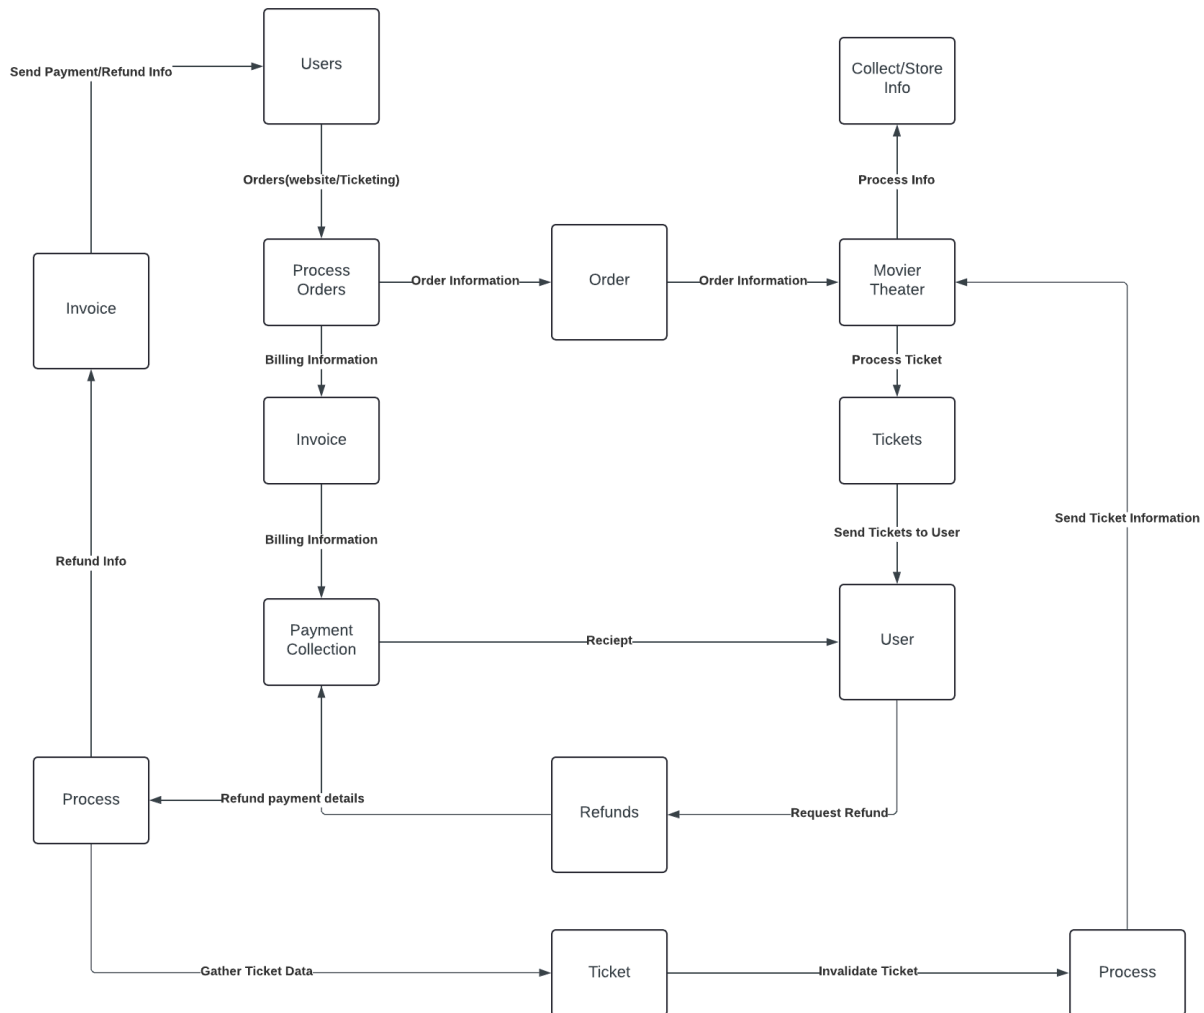 Users
Send Payment/Refund Info
Collect/Store
Info
Orders(website/Ticketing)
Process Info
Process
Orders
Order Information
Order
Order Information
Movier
Theater
Invoice
Billing Information
Process Ticket
Invoice
Tickets
Send Ticket Information
Billing Information
Send Tickets to User
Refund Info
Payment
Collection
Reciept
User
Process
Refund payment details
Refunds
Request Refund
Gather Ticket Data
Ticket
Invalidate Ticket
Process